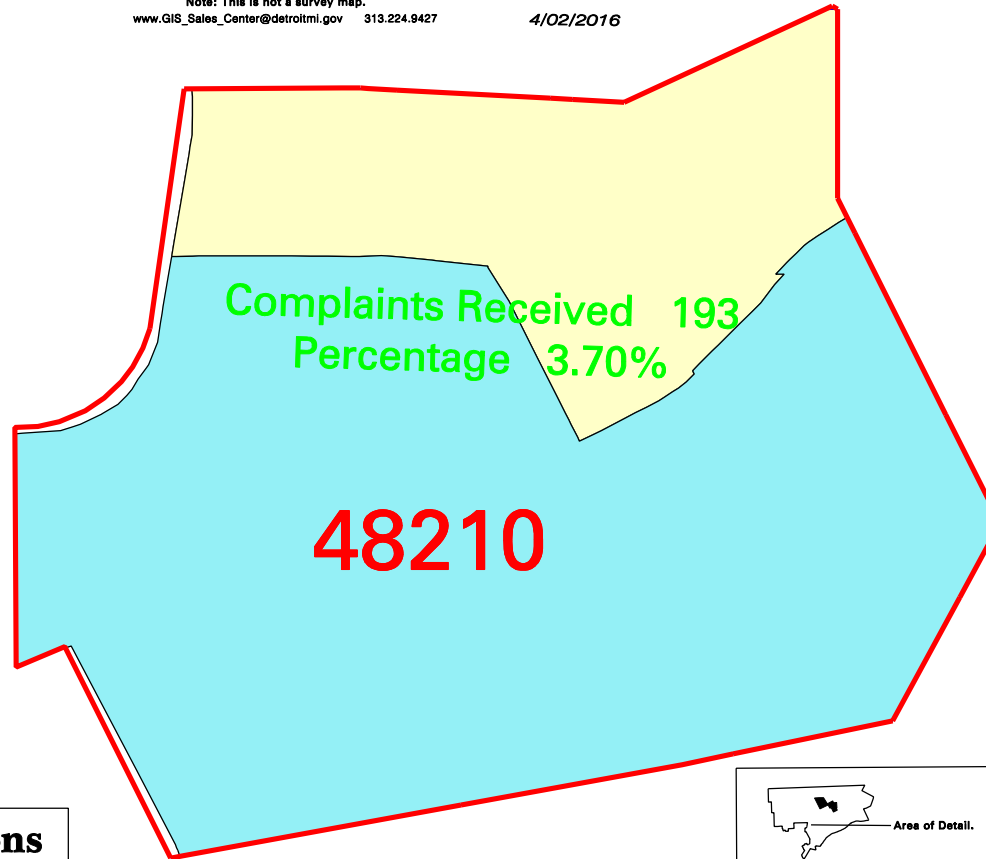 Note: This is not a survey map.
www.GIS_Sales_Center@detroitmi.gov 313.224.9427 4/02/2016
Complaints Received 193
Percentage 3.70%
48210
Area of Detail.
ns